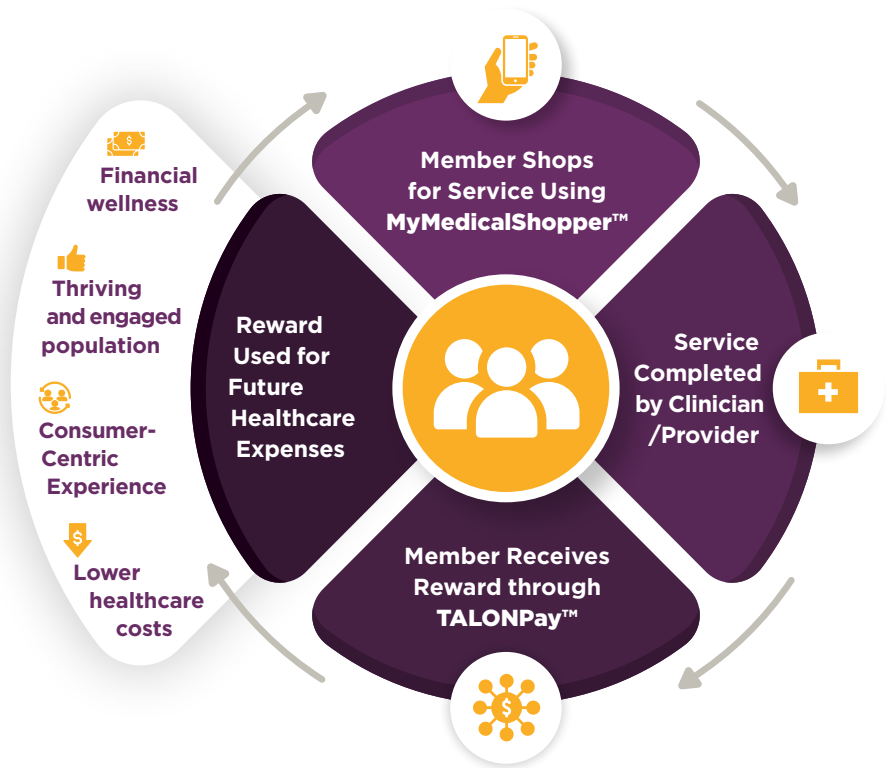 Member Shops
for Service Using
MyMedicalShopper™
Service
Completed
by Clinician
/Provider
Member Receives
Reward through
TALONPay™
Reward
Used for
Future
Healthcare
Expenses
$
Financial
wellness
Thriving
and engaged
population
Consumer-
Centric
Experience
$
Lower
healthcare
costs
$